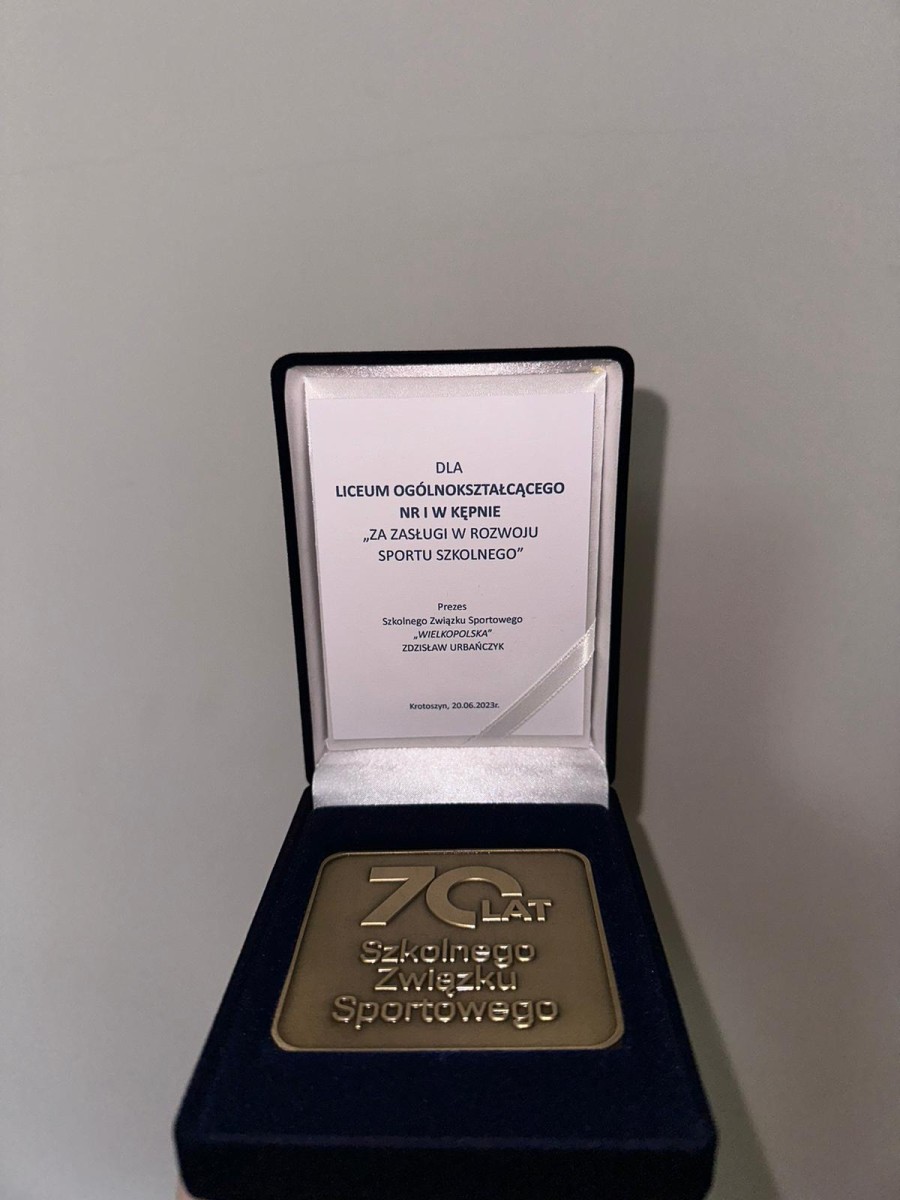 DLA
LICEUM OGÓLNOKSZTAŁCĄCEGO
NR I W KĘPNIE
„ZA ZASŁUGI W ROZWOJU
SPORTU SZKOLNEGO”
Prezes
Szkolnego Związku Sportowego
„WIELKOPOLSKA”
ZDZISŁAW URBAŃCZYK
Krotoszyn, 20.06.2023r.
70 LAT
Szkolnego
Związku
Sportowego